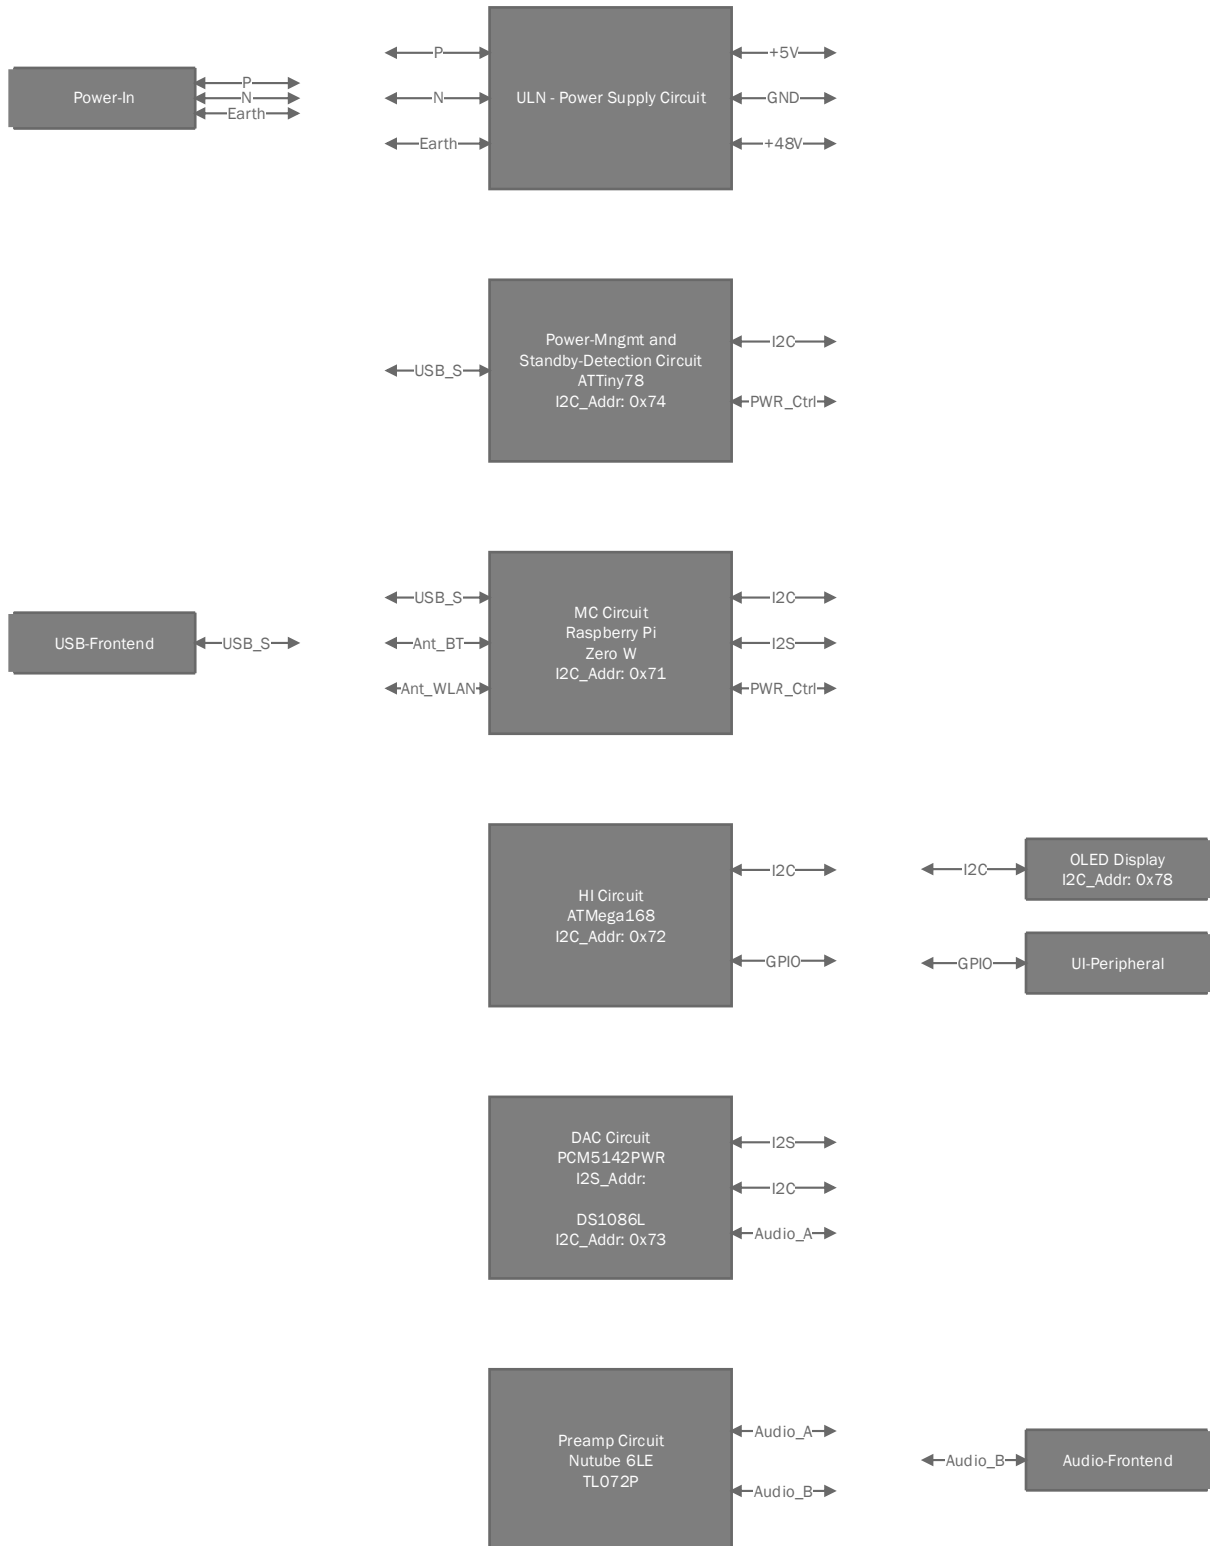 P
+5V
Power-In
P
N
Earth
N
ULN - Power Supply Circuit
GND
Earth
+48V
Power-Mngmt and
Standby-Detection Circuit
ATTiny78
I2C_Addr: 0x74
USB_S
I2C
PWR_Ctrl
USB-Frontend
USB_S
USB_S
Ant_BT
Ant_WLAN
MC Circuit
Raspberry Pi
Zero W
I2C_Addr: 0x71
I2C
I2S
PWR_Ctrl
HI Circuit
ATMega168
I2C_Addr: 0x72
I2C
GPIO
I2C
OLED Display
I2C_Addr: 0x78
GPIO
UI-Peripheral
DAC Circuit
PCM5142PWR
I2S_Addr:
DS1086L
I2C_Addr: 0x73
I2S
I2C
Audio_A
Preamp Circuit
Nutube 6LE
TL072P
Audio_A
Audio_B
Audio_B
Audio-Frontend